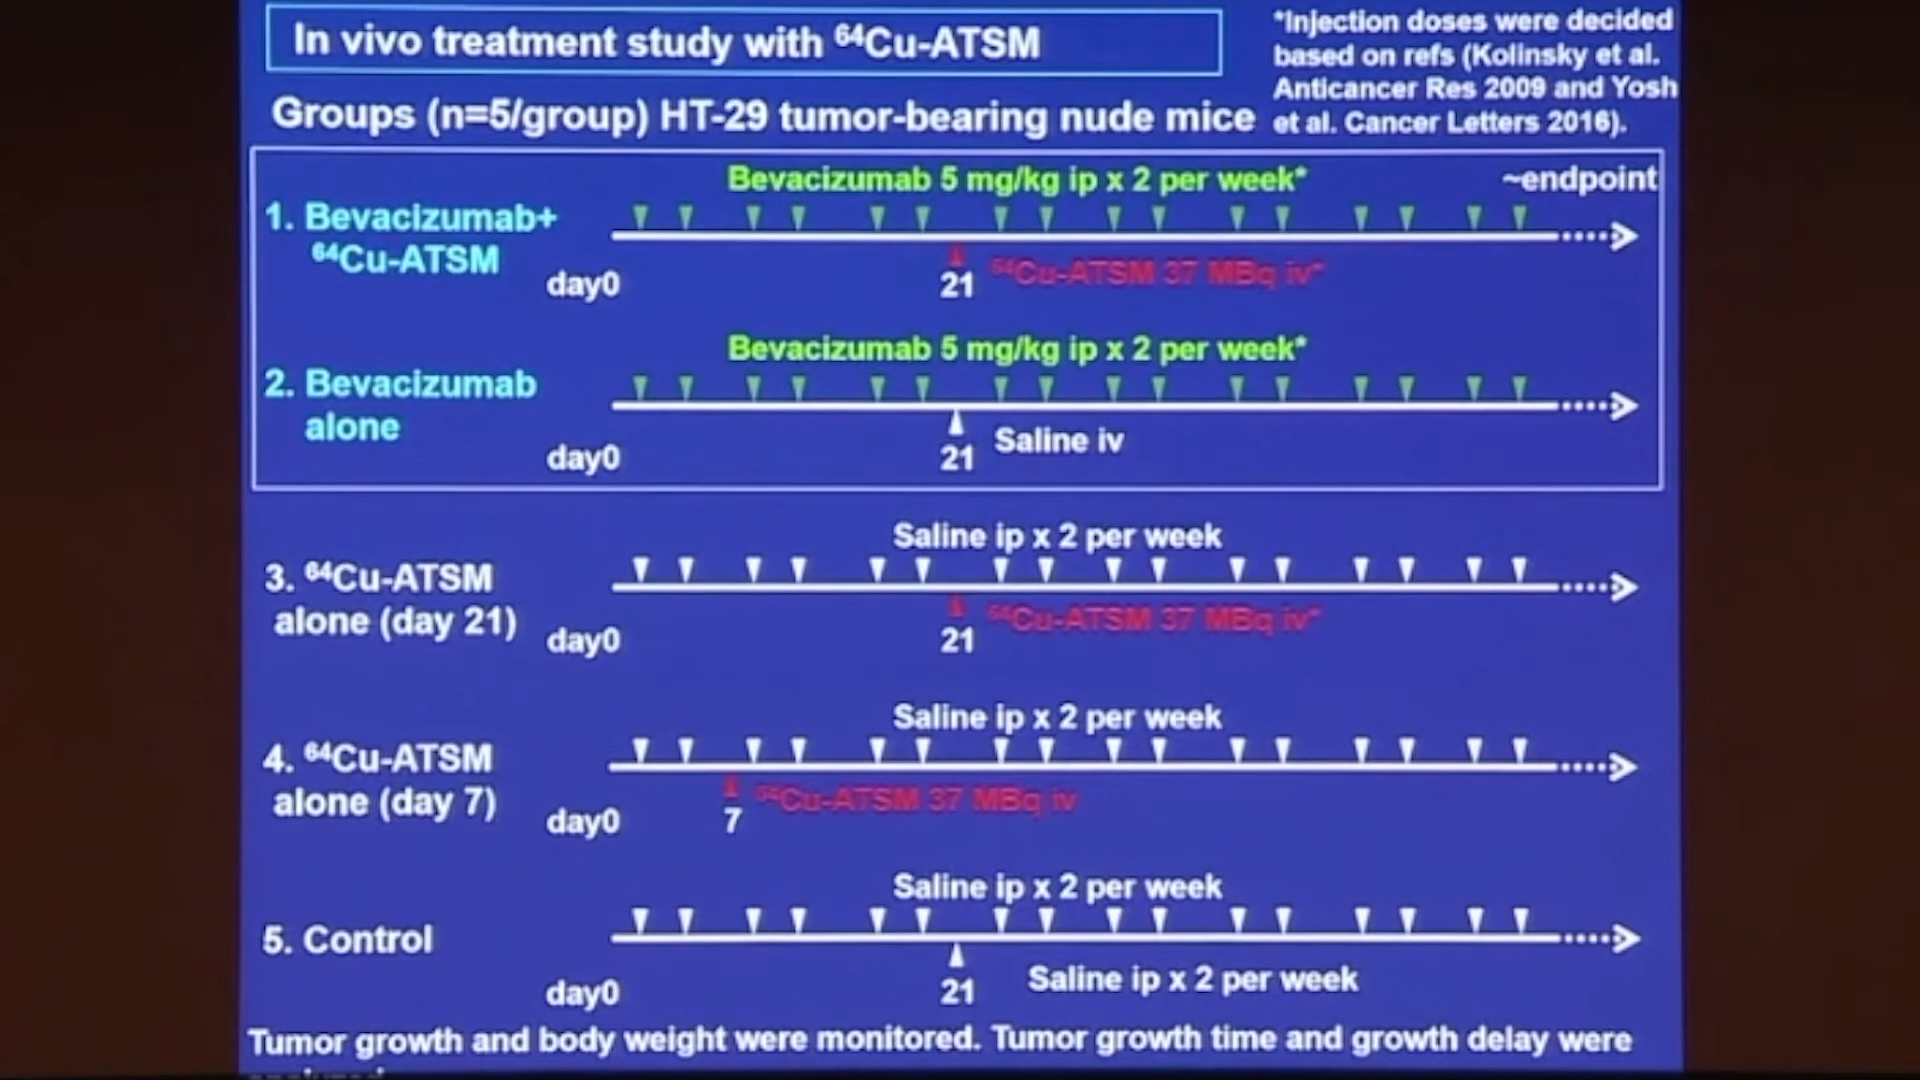 In vivo treatment study with ⁶⁴Cu-ATSM
*Injection doses were decided
based on refs (Kolinsky et al.
Anticancer Res 2009 and Yosh
et al. Cancer Letters 2016).
Groups (n=5/group) HT-29 tumor-bearing nude mice
Bevacizumab 5 mg/kg ip x 2 per week*
~endpoint
1. Bevacizumab+
⁶⁴Cu-ATSM
day0
21
⁶⁴Cu-ATSM 37 MBq iv*
Bevacizumab 5 mg/kg ip x 2 per week*
2. Bevacizumab
alone
day0
21
Saline iv
Saline ip x 2 per week
3. ⁶⁴Cu-ATSM
alone (day 21)
day0
21
⁶⁴Cu-ATSM 37 MBq iv*
Saline ip x 2 per week
4. ⁶⁴Cu-ATSM
alone (day 7)
day0
7
⁶⁴Cu-ATSM 37 MBq iv
Saline ip x 2 per week
5. Control
day0
21
Saline ip x 2 per week
Tumor growth and body weight were monitored. Tumor growth time and growth delay were